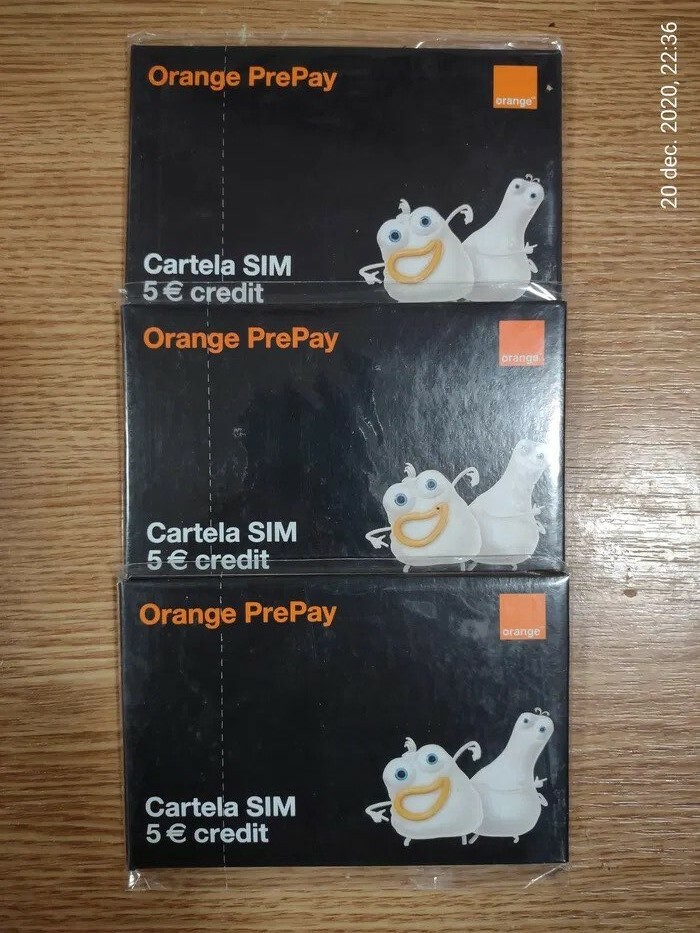 20 dec. 2020, 22:36
Orange PrePay
orange™
Cartela SIM
5 € credit
Orange PrePay
orange
Cartela SIM
5 € credit
Orange PrePay
orange
Cartela SIM
5 € credit